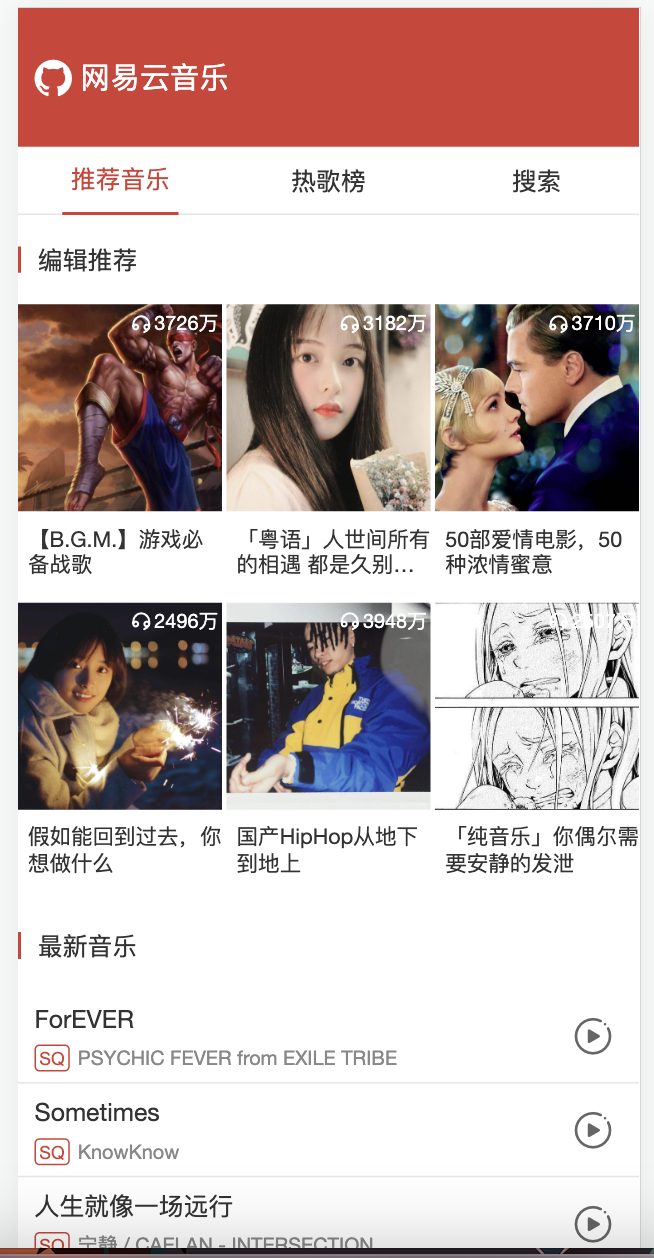 网易云音乐
推荐音乐 热歌榜 搜索
编辑推荐
3726万 3182万 3710万
【B.G.M.】游戏必
备战歌
「粤语」人世间所有
的相遇 都是久别...
50部爱情电影，50
种浓情蜜意
2496万 3948万
假如能回到过去，你
想做什么
国产HipHop从地下
到地上
「纯音乐」你偶尔需
要安静的发泄
最新音乐
ForEVER
SQ PSYCHIC FEVER from EXILE TRIBE
Sometimes
SQ KnowKnow
人生就像一场远行
SQ 宁静 / CAELAN - INTERSECTION